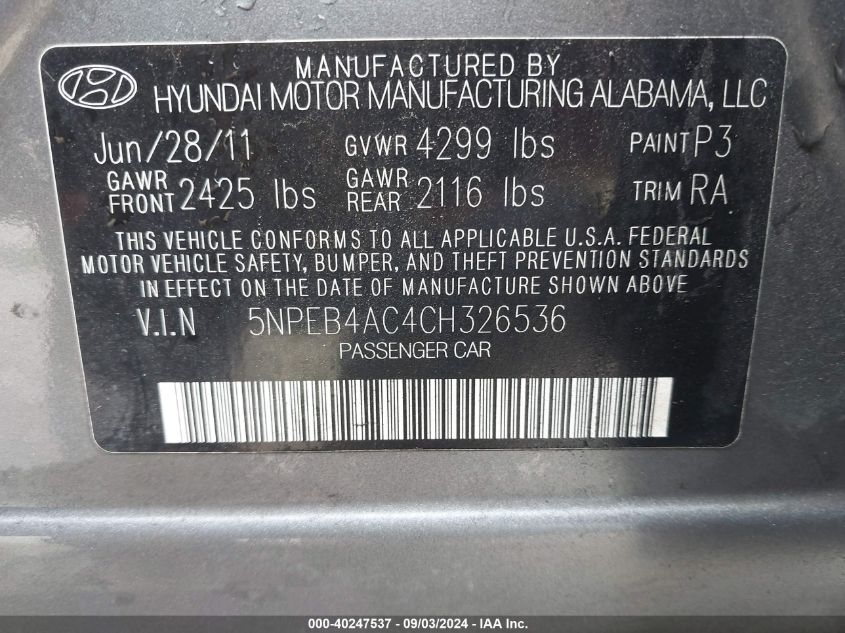 MANUFACTURED BY
HYUNDAI MOTOR MANUFACTURING ALABAMA, LLC
Jun/28/11 GVWR 4299 lbs PAINT P3
GAWR FRONT 2425 lbs GAWR REAR 2116 lbs TRIM RA
THIS VEHICLE CONFORMS TO ALL APPLICABLE U.S.A. FEDERAL
MOTOR VEHICLE SAFETY, BUMPER, AND THEFT PREVENTION STANDARDS
IN EFFECT ON THE DATE OF MANUFACTURE SHOWN ABOVE.
V.I.N 5NPEB4AC4CH326536
PASSENGER CAR
000-40247537 - 09/03/2024 - IAA Inc.